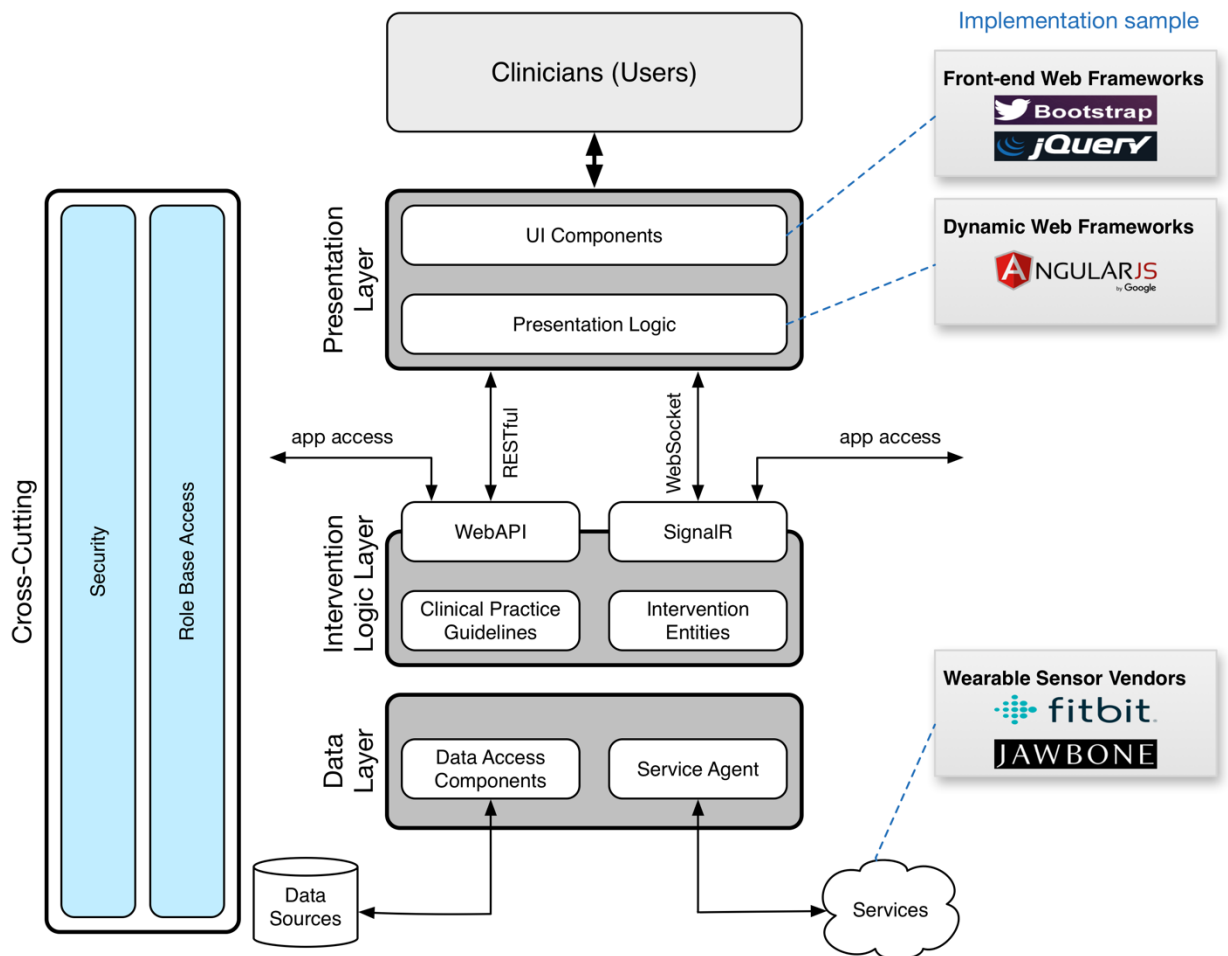 Implementation sample
Clinicians (Users)
Front-end Web Frameworks
Bootstrap
jQuery
Dynamic Web Frameworks
ANGULARJS
by Google
Presentation
Layer
UI Components
Presentation Logic
RESTful
WebSocket
app access
app access
Cross-Cutting
Security
Role Base Access
Intervention
Logic Layer
WebAPI
SignalR
Clinical Practice
Guidelines
Intervention
Entities
Data
Layer
Data Access
Components
Service Agent
Wearable Sensor Vendors
fitbit
JAWBONE
Data
Sources
Services